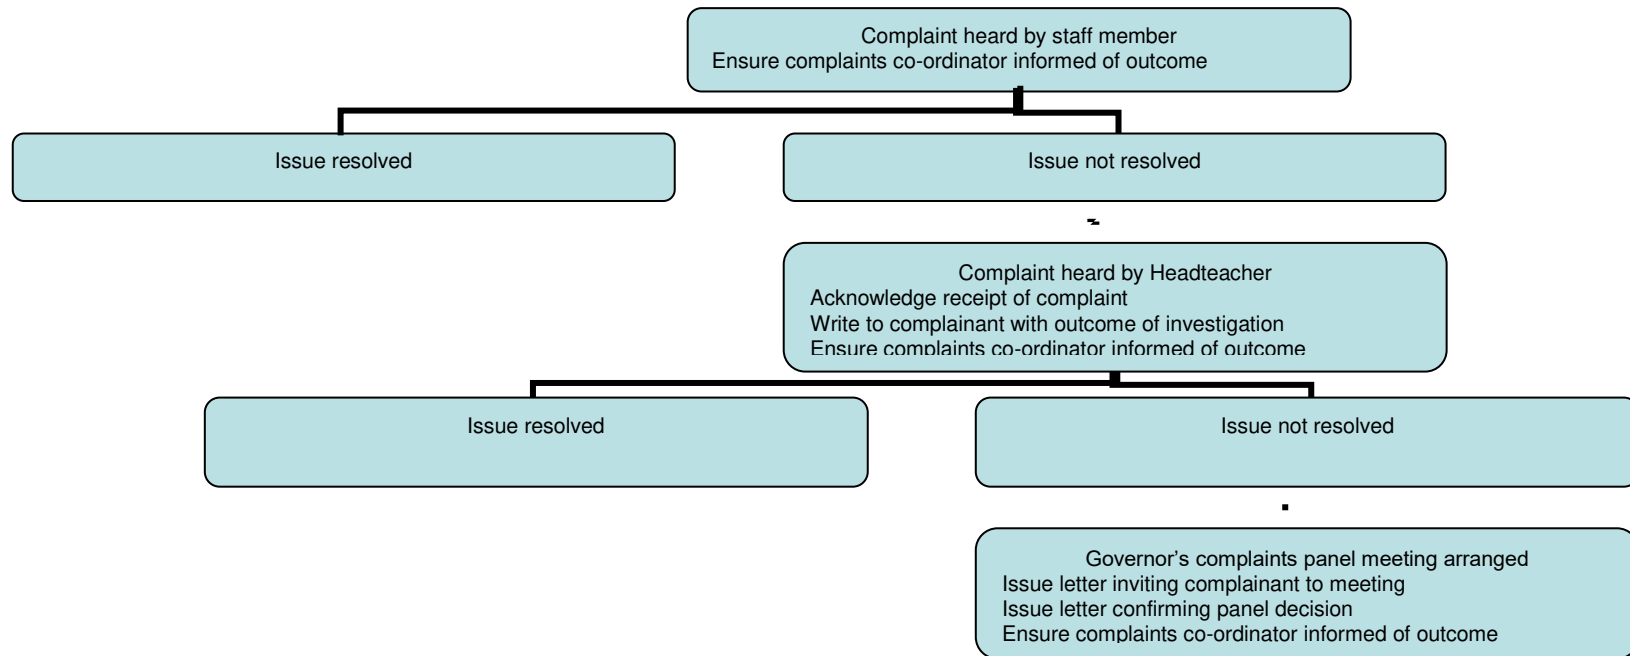 Complaint heard by staff member
Ensure complaints co-ordinator informed of outcome
Issue resolved
Issue not resolved
Complaint heard by Headteacher
Acknowledge receipt of complaint
Write to complainant with outcome of investigation
Ensure complaints co-ordinator informed of outcome
Issue resolved
Issue not resolved
Governor’s complaints panel meeting arranged
Issue letter inviting complainant to meeting
Issue letter confirming panel decision
Ensure complaints co-ordinator informed of outcome